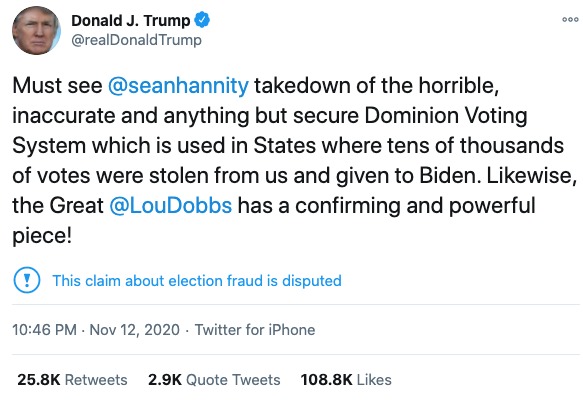 Donald J. Trump
@realDonaldTrump
Must see @seanhannity takedown of the horrible,
inaccurate and anything but secure Dominion Voting
System which is used in States where tens of thousands
of votes were stolen from us and given to Biden. Likewise,
the Great @LouDobbs has a confirming and powerful
piece!
This claim about election fraud is disputed
10:46 PM · Nov 12, 2020 · Twitter for iPhone
25.8K Retweets 2.9K Quote Tweets 108.8K Likes